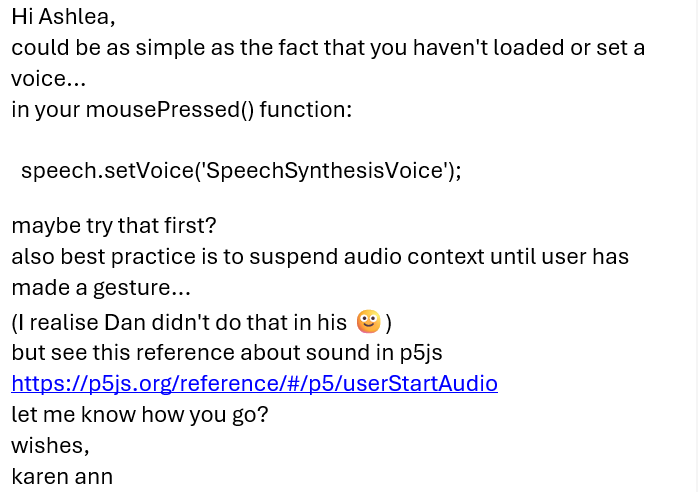 Hi Ashlea,
could be as simple as the fact that you haven't loaded or set a
voice...
in your mousePressed() function:
speech.setVoice('SpeechSynthesisVoice');
maybe try that first?
also best practice is to suspend audio context until user has
made a gesture...
(I realise Dan didn't do that in his 🙂 )
but see this reference about sound in p5js
https://p5js.org/reference/#/p5/userStartAudio
let me know how you go?
wishes,
karen ann